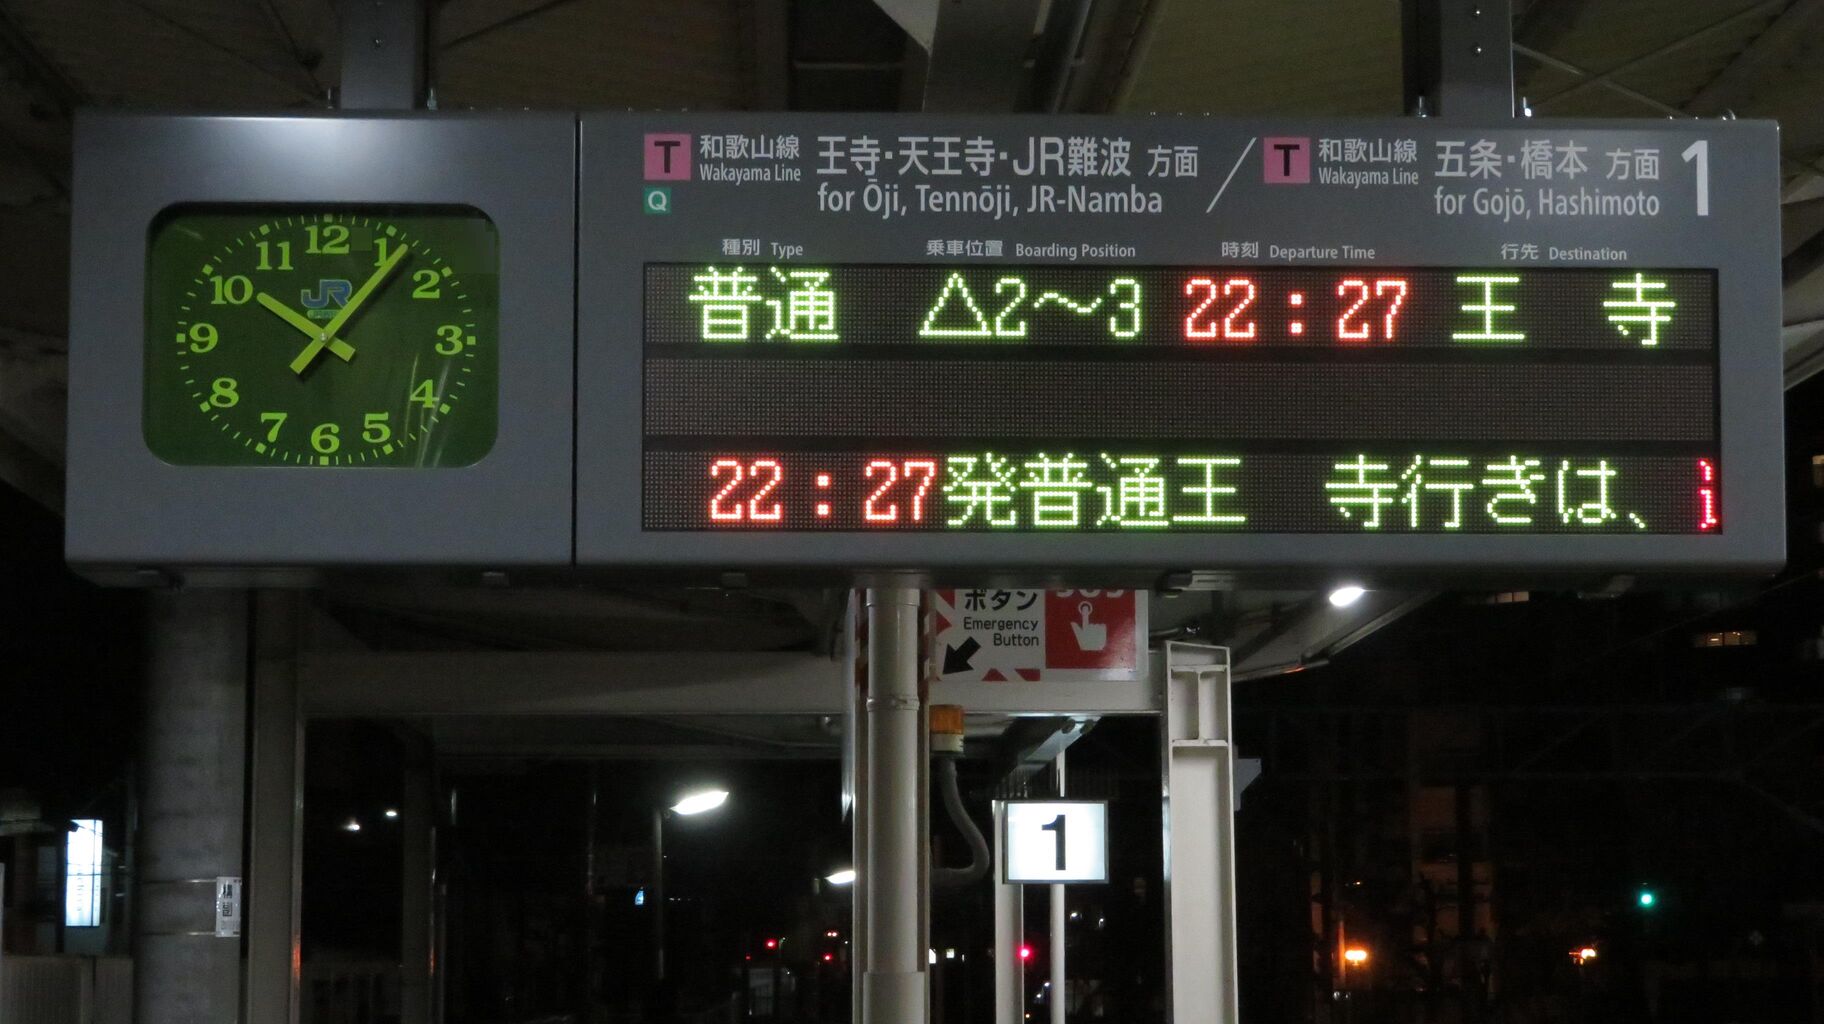 12
1
2
3
4
5
6
7
8
9
10
11
JR
T 和歌山線 王寺・天王寺・JR難波 方面
Wakayama Line for Ōji, Tennōji, JR-Namba
Q
T 和歌山線 五条・橋本 方面
Wakayama Line for Gojō, Hashimoto
1
種別 Type 乗車位置 Boarding Position 時刻 Departure Time 行先 Destination
普通 △2～3 22:27 王 寺
22:27発普通王 寺行きは、
ボタン
Emergency
Button
1